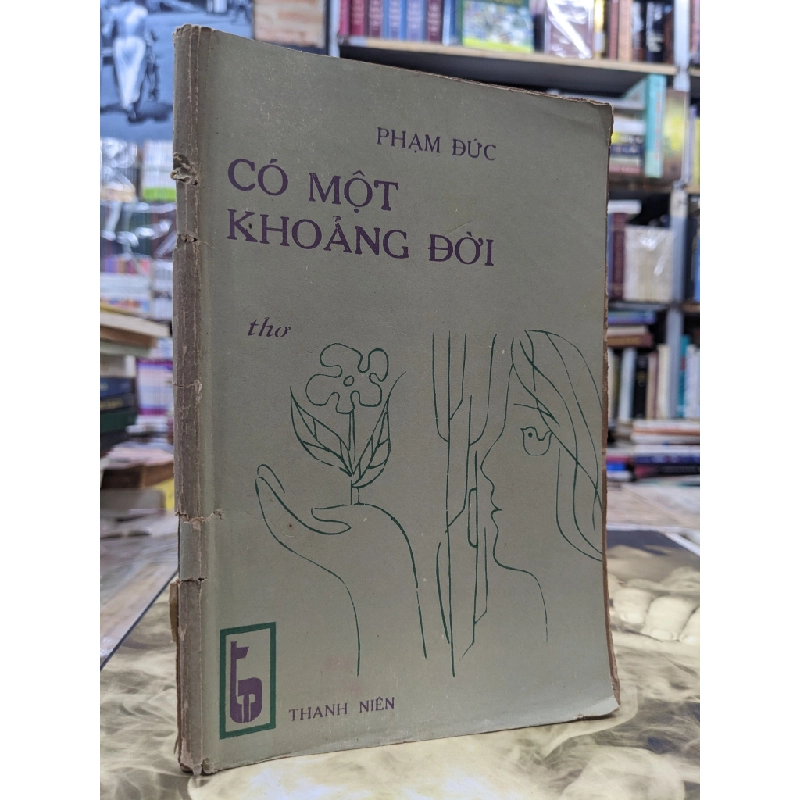 PHẠM ĐỨC
CÓ MỘT
KHOẢNG ĐỜI
thơ
THANH NIÊN